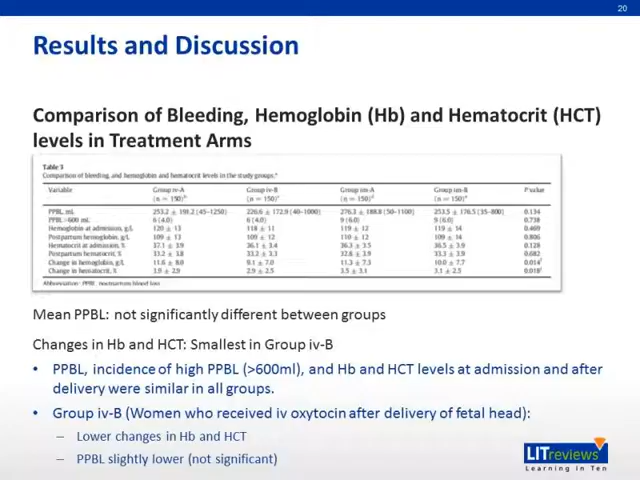 20
Results and Discussion
Comparison of Bleeding, Hemoglobin (Hb) and Hematocrit (HCT)
levels in Treatment Arms
Table 3
Comparison of bleeding, and hemoglobin and hematocrit levels in the study groups.
Variable Group iv-A Group iv-B Group im-A Group im-B P value
(n = 150) (n = 150) (n = 150) (n = 150)
PPBL, mL 253.2 ± 193.2 (45–1250) 226.6 ± 172.9 (40–1000) 276.3 ± 188.8 (50–1100) 253.5 ± 176.5 (35–800) 0.134
PPBL >600 mL 6 (4.0) 6 (4.0) 9 (6.0) 9 (6.0) 0.738
Hemoglobin at admission, g/L 120 ± 13 118 ± 11 119 ± 12 119 ± 14 0.469
Postpartum hemoglobin, g/L 109 ± 13 109 ± 12 110 ± 12 109 ± 14 0.806
Hematocrit at admission, % 37.1 ± 3.9 36.1 ± 3.4 36.3 ± 3.5 36.5 ± 3.9 0.128
Postpartum hematocrit, % 33.2 ± 3.8 33.2 ± 3.3 32.8 ± 3.9 33.3 ± 3.9 0.682
Change in hemoglobin, g/L 11.6 ± 8.0 9.1 ± 7.0 11.3 ± 7.3 10.0 ± 7.7 0.014
Change in hematocrit, % 3.9 ± 2.9 2.9 ± 2.5 3.5 ± 3.1 3.1 ± 2.5 0.018
Abbreviation: PPBL, postpartum blood loss
Mean PPBL: not significantly different between groups
Changes in Hb and HCT: Smallest in Group iv-B
• PPBL, incidence of high PPBL (>600ml), and Hb and HCT levels at admission and after
delivery were similar in all groups.
• Group iv-B (Women who received iv oxytocin after delivery of fetal head):
– Lower changes in Hb and HCT
– PPBL slightly lower (not significant)
LITreviews
Learning in Ten